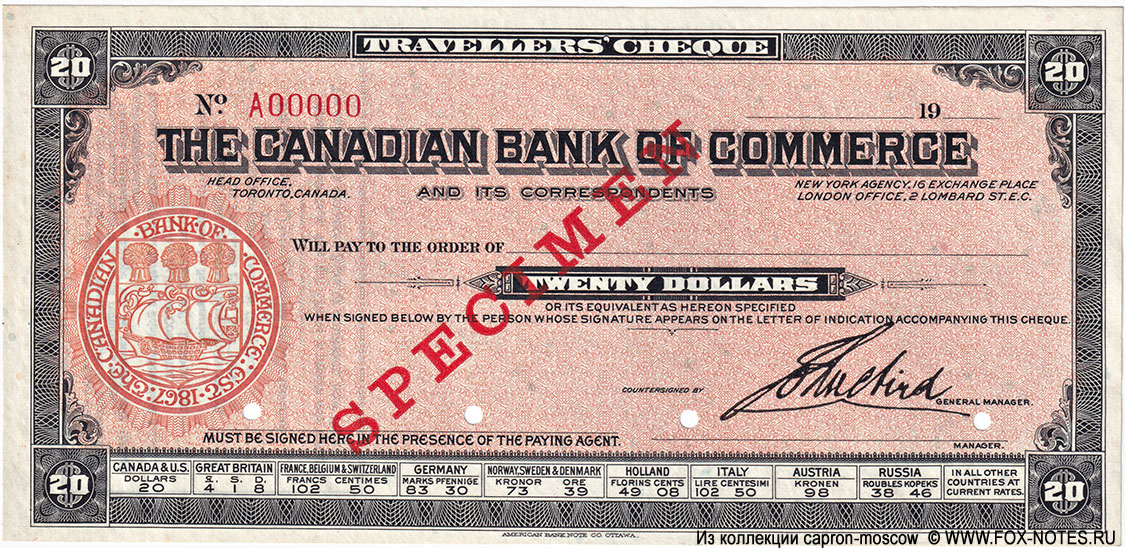 TRAVELLERS' CHEQUE
20
20
No. A00000
19
THE CANADIAN BANK OF COMMERCE
HEAD OFFICE,
TORONTO, CANADA.
AND ITS CORRESPONDENTS
NEW YORK AGENCY, 16 EXCHANGE PLACE
LONDON OFFICE, 2 LOMBARD ST. E.C.
WILL PAY TO THE ORDER OF
TWENTY DOLLARS
OR ITS EQUIVALENT AS HEREON SPECIFIED
WHEN SIGNED BELOW BY THE PERSON WHOSE SIGNATURE APPEARS ON THE LETTER OF INDICATION ACCOMPANYING THIS CHEQUE.
SPECIMEN
THE CANADIAN BANK OF COMMERCE EST. 1867
COUNTERSIGNED BY
GENERAL MANAGER.
MUST BE SIGNED HERE IN THE PRESENCE OF THE PAYING AGENT.
MANAGER.
20
20
CANADA & U.S. GREAT BRITAIN FRANCE, BELGIUM & SWITZERLAND GERMANY NORWAY, SWEDEN & DENMARK HOLLAND ITALY AUSTRIA RUSSIA IN ALL OTHER
DOLLARS £. S. D. FRANCS CENTIMES MARKS PFENNIGE KRONOR ORE FLORINS CENTS LIRE CENTESIMI KRONEN ROUBLES KOPEKS COUNTRIES AT
20 4 1 8 102 50 83 30 73 39 49 08 102 50 98 38 46 CURRENT RATES.
AMERICAN BANK NOTE CO. OTTAWA.
Из коллекции capron-moscow © WWW.FOX-NOTES.RU